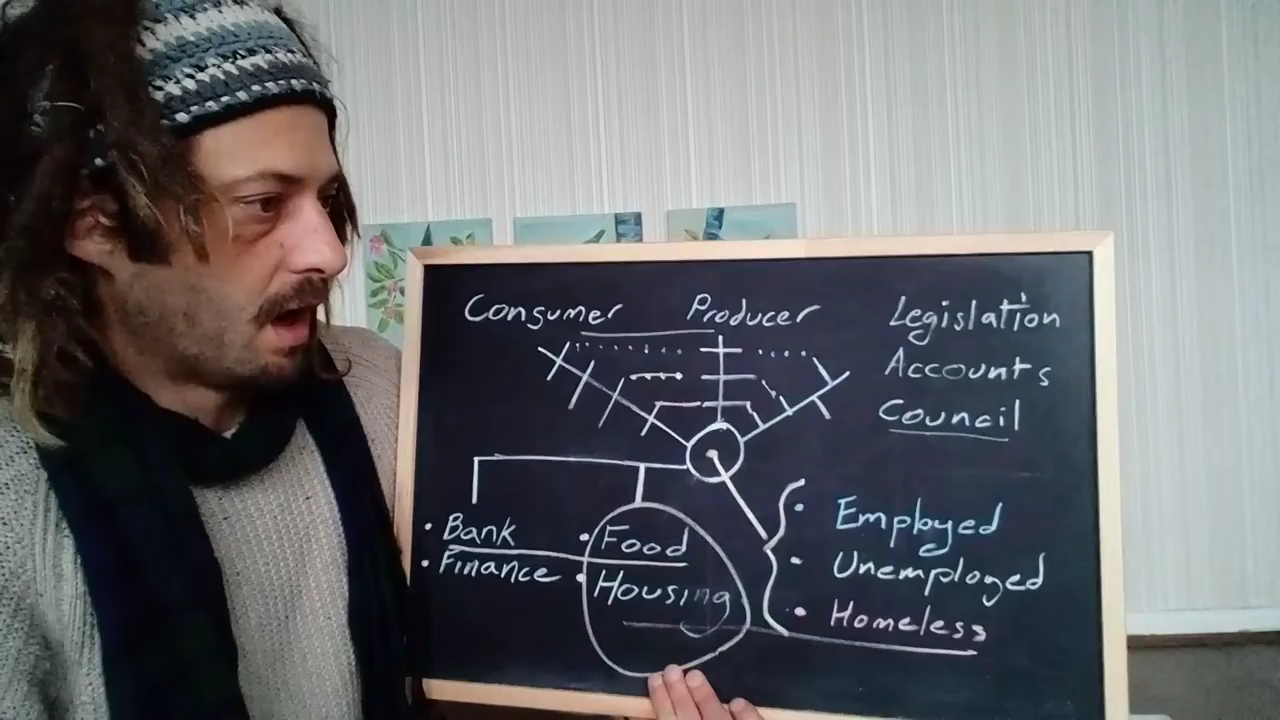 Consumer Producer
Legislation
Accounts
Council
• Bank
• Finance
• Food
• Housing
• Employed
• Unemployed
• Homeless